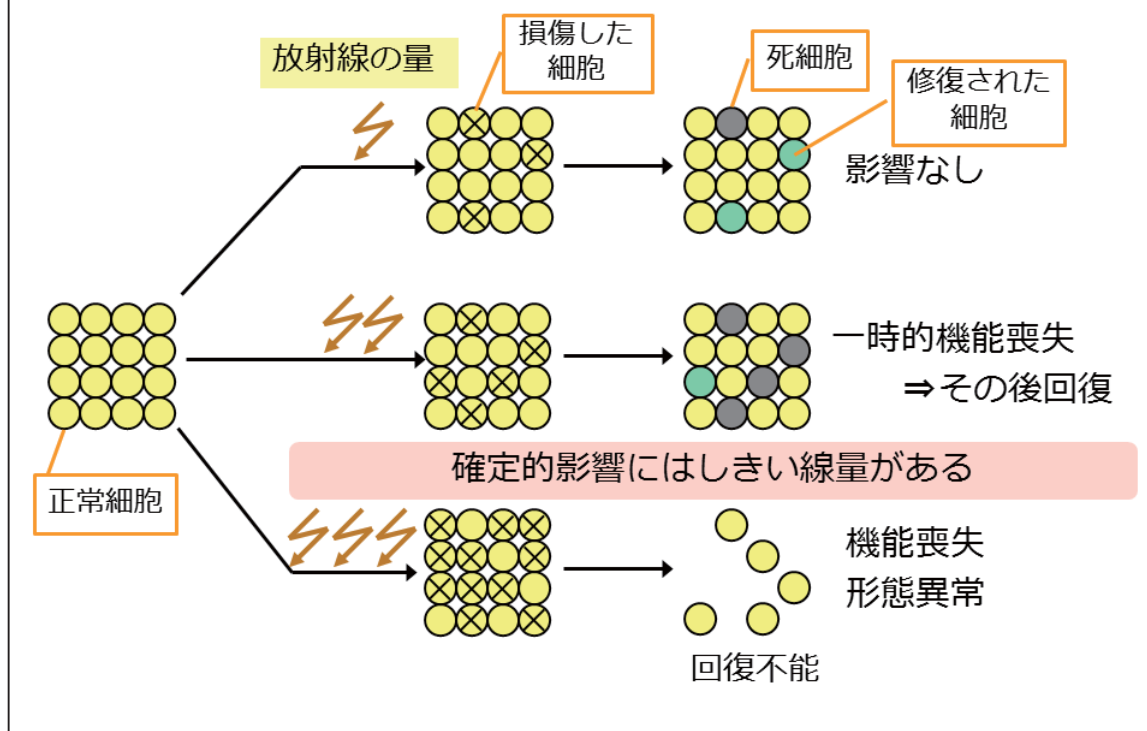 放射線の量
損傷した
細胞
死細胞
修復された
細胞
影響なし
一時的機能喪失
⇒その後回復
確定的影響にはしきい線量がある
正常細胞
機能喪失
形態異常
回復不能